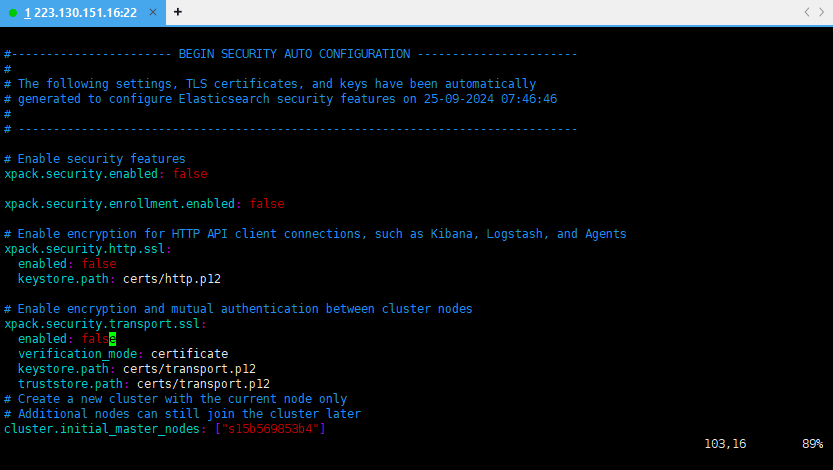 1 223.130.151.16:22 × +
#----------------------- BEGIN SECURITY AUTO CONFIGURATION -----------------------
#
# The following settings, TLS certificates, and keys have been automatically
# generated to configure Elasticsearch security features on 25-09-2024 07:46:46
#
# --------------------------------------------------------------------------------
# Enable security features
xpack.security.enabled: false
xpack.security.enrollment.enabled: false
# Enable encryption for HTTP API client connections, such as Kibana, Logstash, and Agents
xpack.security.http.ssl:
  enabled: false
  keystore.path: certs/http.p12
# Enable encryption and mutual authentication between cluster nodes
xpack.security.transport.ssl:
  enabled: false
  verification_mode: certificate
  keystore.path: certs/transport.p12
  truststore.path: certs/transport.p12
# Create a new cluster with the current node only
# Additional nodes can still join the cluster later
cluster.initial_master_nodes: ["s15b569853b4"]
103,16 89%